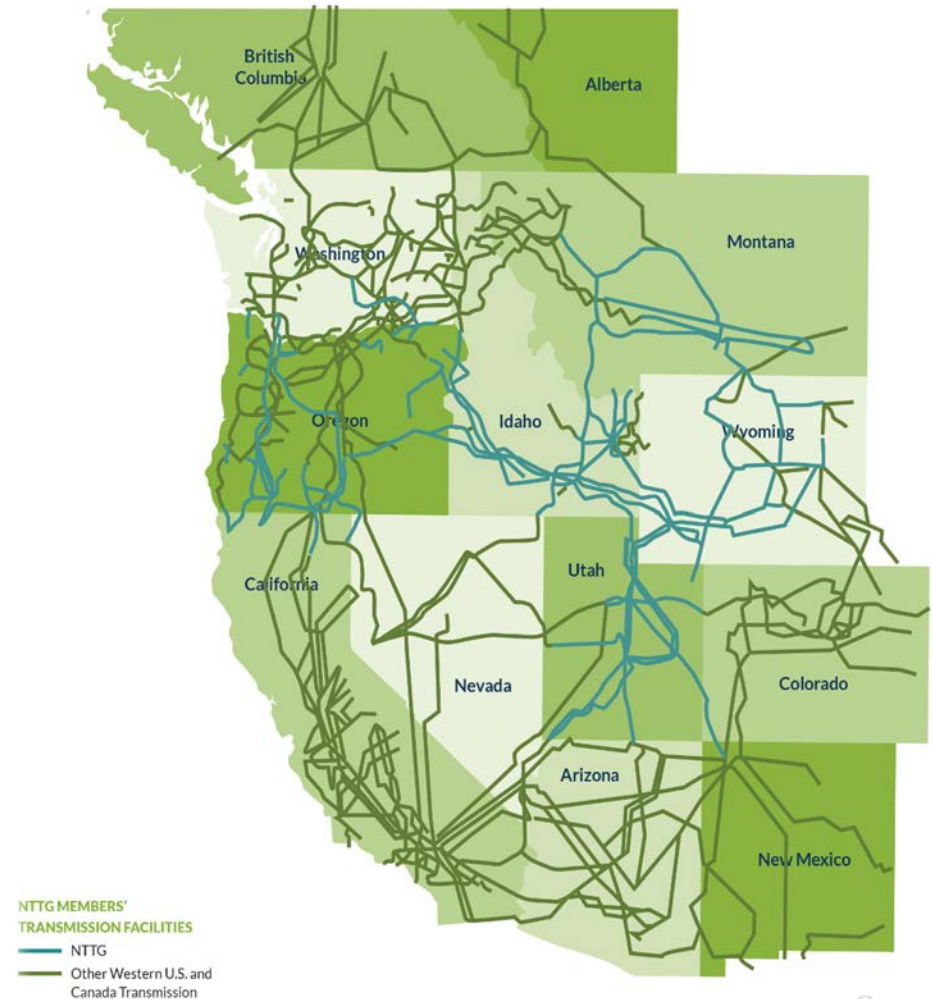 British
Columbia
Alberta
Washington
Montana
Oregon
Idaho
Wyoming
California
Utah
Nevada
Colorado
Arizona
New Mexico
NTTG MEMBERS'
TRANSMISSION FACILITIES
NTTG
Other Western U.S. and
Canada Transmission